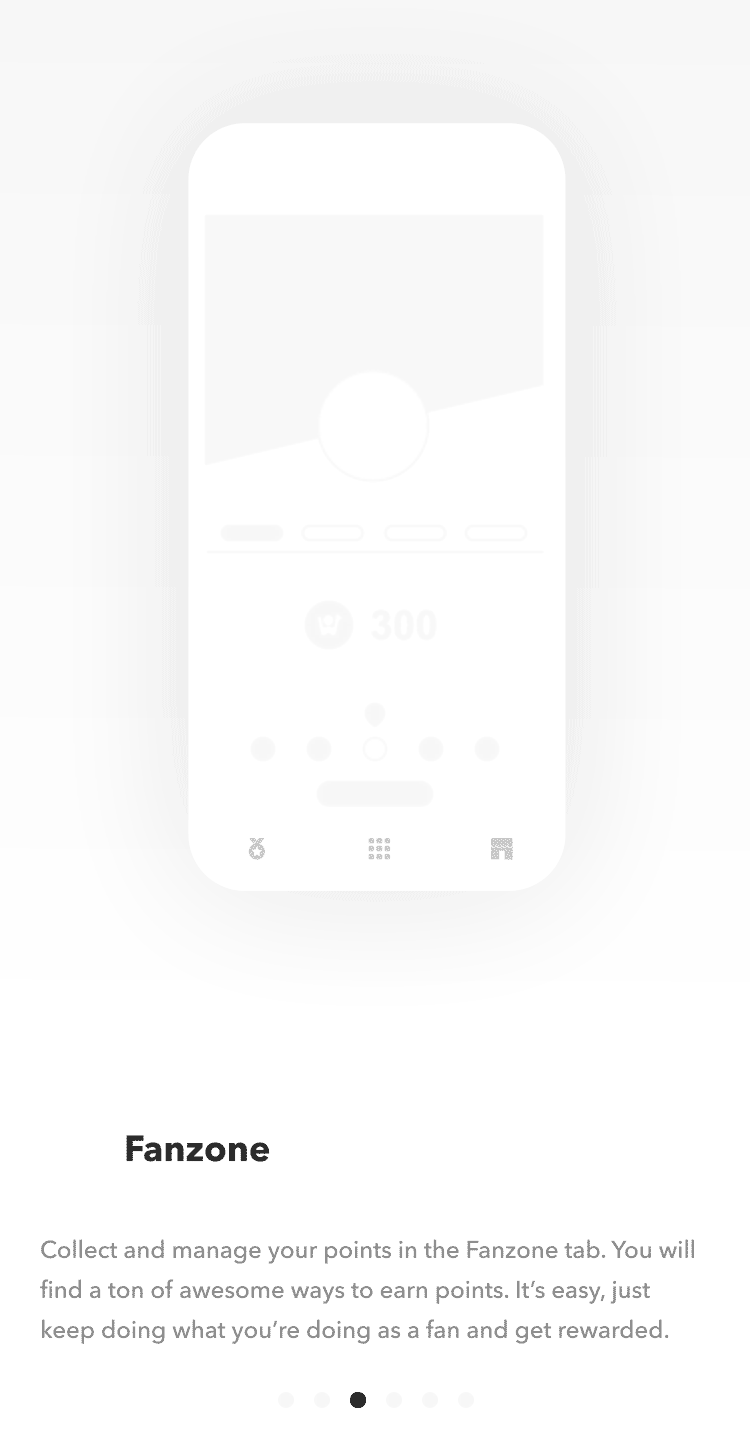 300
Fanzone
Collect and manage your points in the Fanzone tab. You will
find a ton of awesome ways to earn points. It’s easy, just
keep doing what you’re doing as a fan and get rewarded.